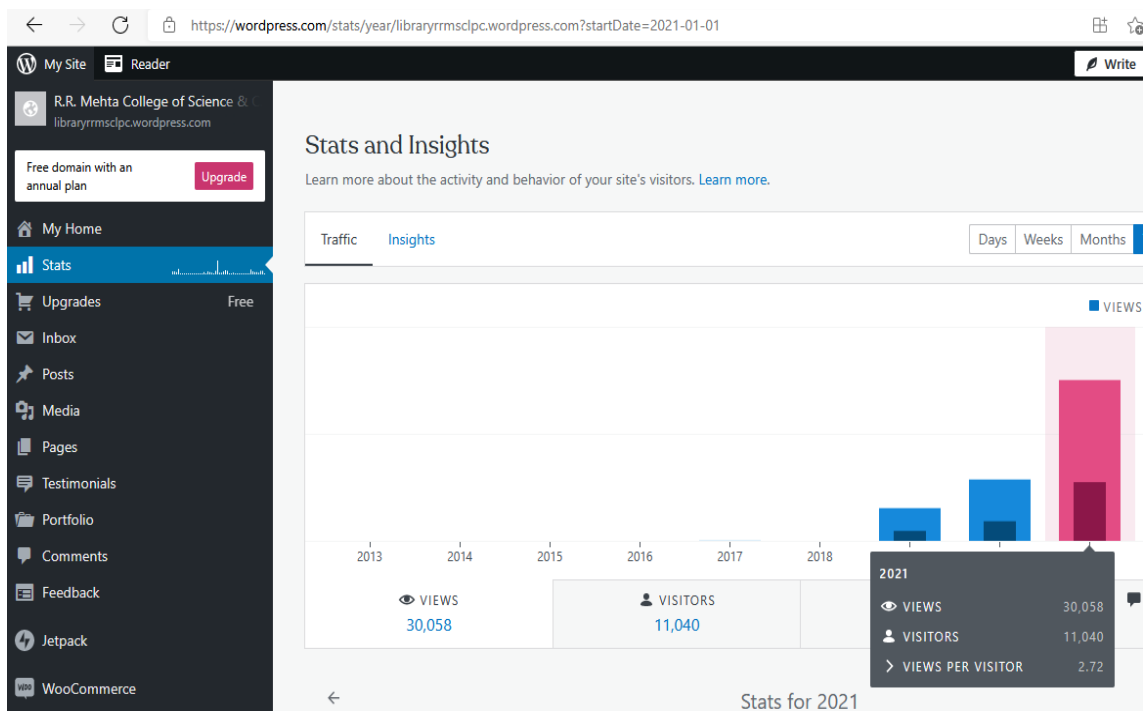 https://wordpress.com/stats/year/libraryrrmsclpc.wordpress.com?startDate=2021-01-01
My Site Reader Write
R.R. Mehta College of Science &
libraryrrmsclpc.wordpress.com
Free domain with an
annual plan
Upgrade
My Home
Stats
Upgrades Free
Inbox
Posts
Media
Pages
Testimonials
Portfolio
Comments
Feedback
Jetpack
WooCommerce
Stats and Insights
Learn more about the activity and behavior of your site's visitors. Learn more.
Traffic Insights Days Weeks Months
VIEWS
2013 2014 2015 2016 2017 2018
VIEWS
30,058
VISITORS
11,040
2021
VIEWS 30,058
VISITORS 11,040
VIEWS PER VISITOR 2.72
Stats for 2021